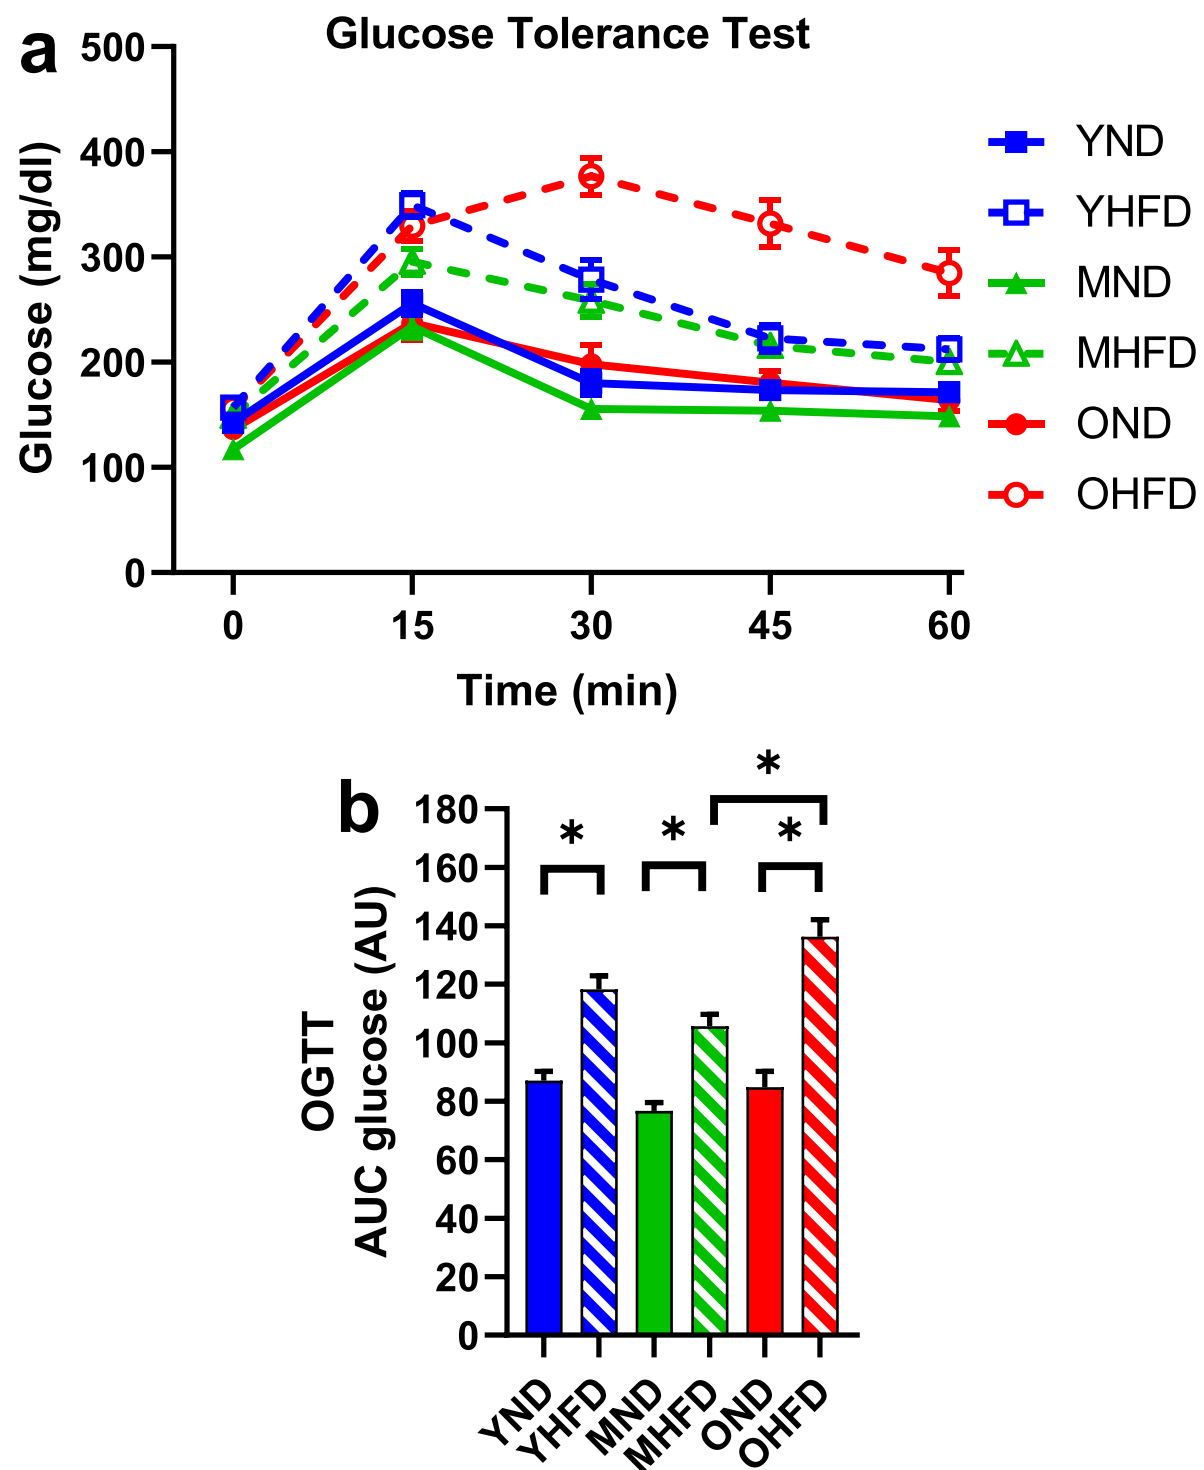 a
Glucose Tolerance Test
500
400
300
200
100
0
Glucose (mg/dl)
0 15 30 45 60
Time (min)
YND
YHFD
MND
MHFD
OND
OHFD
b
*
* * *
180
160
140
120
100
80
60
40
20
0
OGTT
AUC glucose (AU)
YND YHFD MND MHFD OND OHFD